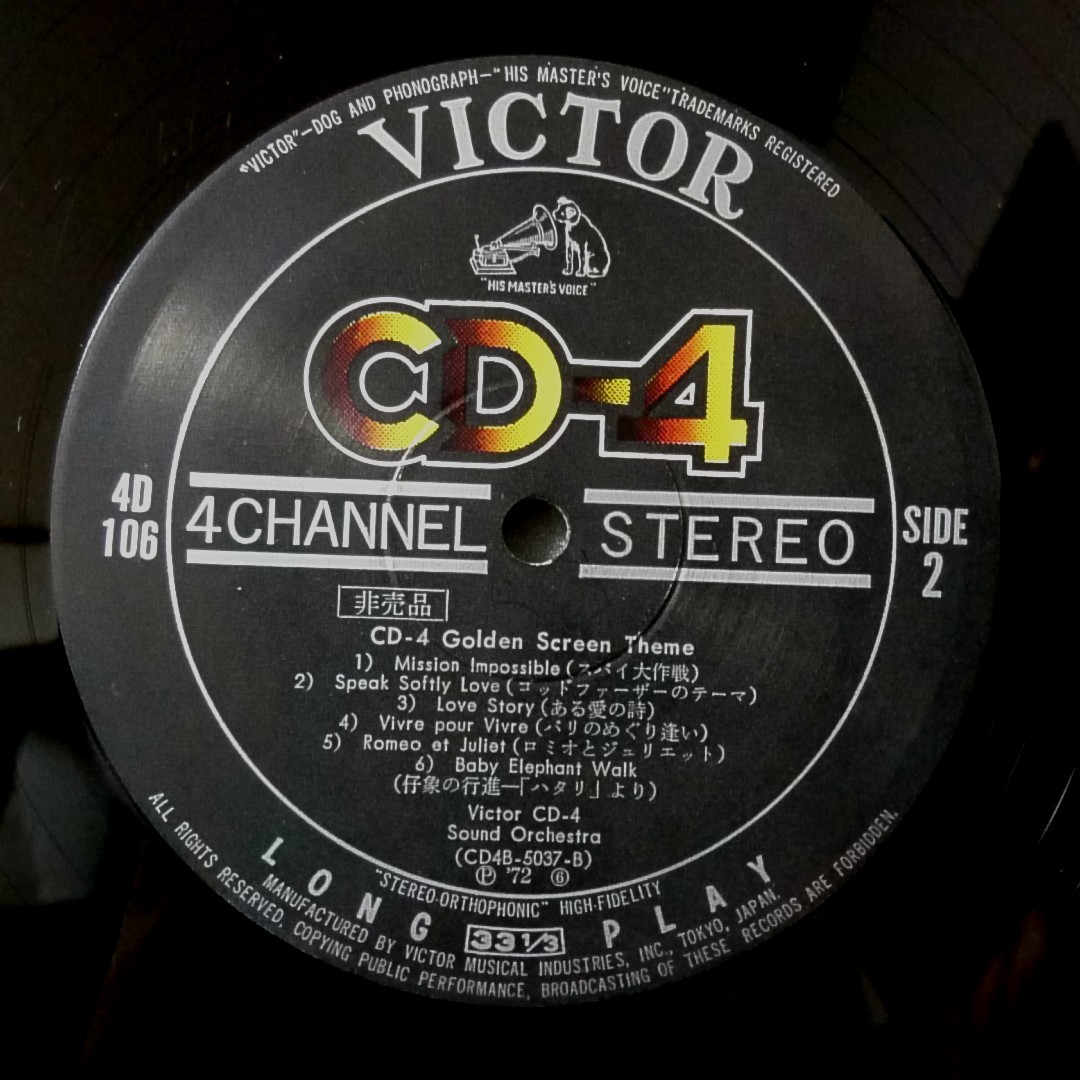 "VICTOR"—DOG AND PHONOGRAPH—"HIS MASTER'S VOICE" TRADEMARKS REGISTERED
VICTOR
"HIS MASTER'S VOICE"
CD-4
4D
106
4CHANNEL STEREO
SIDE
2
非売品
CD-4 Golden Screen Theme
1) Mission Impossible (スパイ大作戦)
2) Speak Softly Love (ゴッドファーザーのテーマ)
3) Love Story (ある愛の詩)
4) Vivre pour Vivre (パリのめぐり逢い)
5) Romeo et Juliet (ロミオとジュリエット)
6) Baby Elephant Walk
(仔象の行進—「ハタリ」より)
Victor CD-4
Sound Orchestra
(CD4B-5037-B)
Ⓟ '72 ⑥
"STEREO-ORTHOPHONIC" HIGH-FIDELITY
LONG 33 1/3 PLAY
MANUFACTURED BY VICTOR MUSICAL INDUSTRIES, INC., TOKYO, JAPAN.
ALL RIGHTS RESERVED, COPYING PUBLIC PERFORMANCE, BROADCASTING OF THESE RECORDS ARE FORBIDDEN.